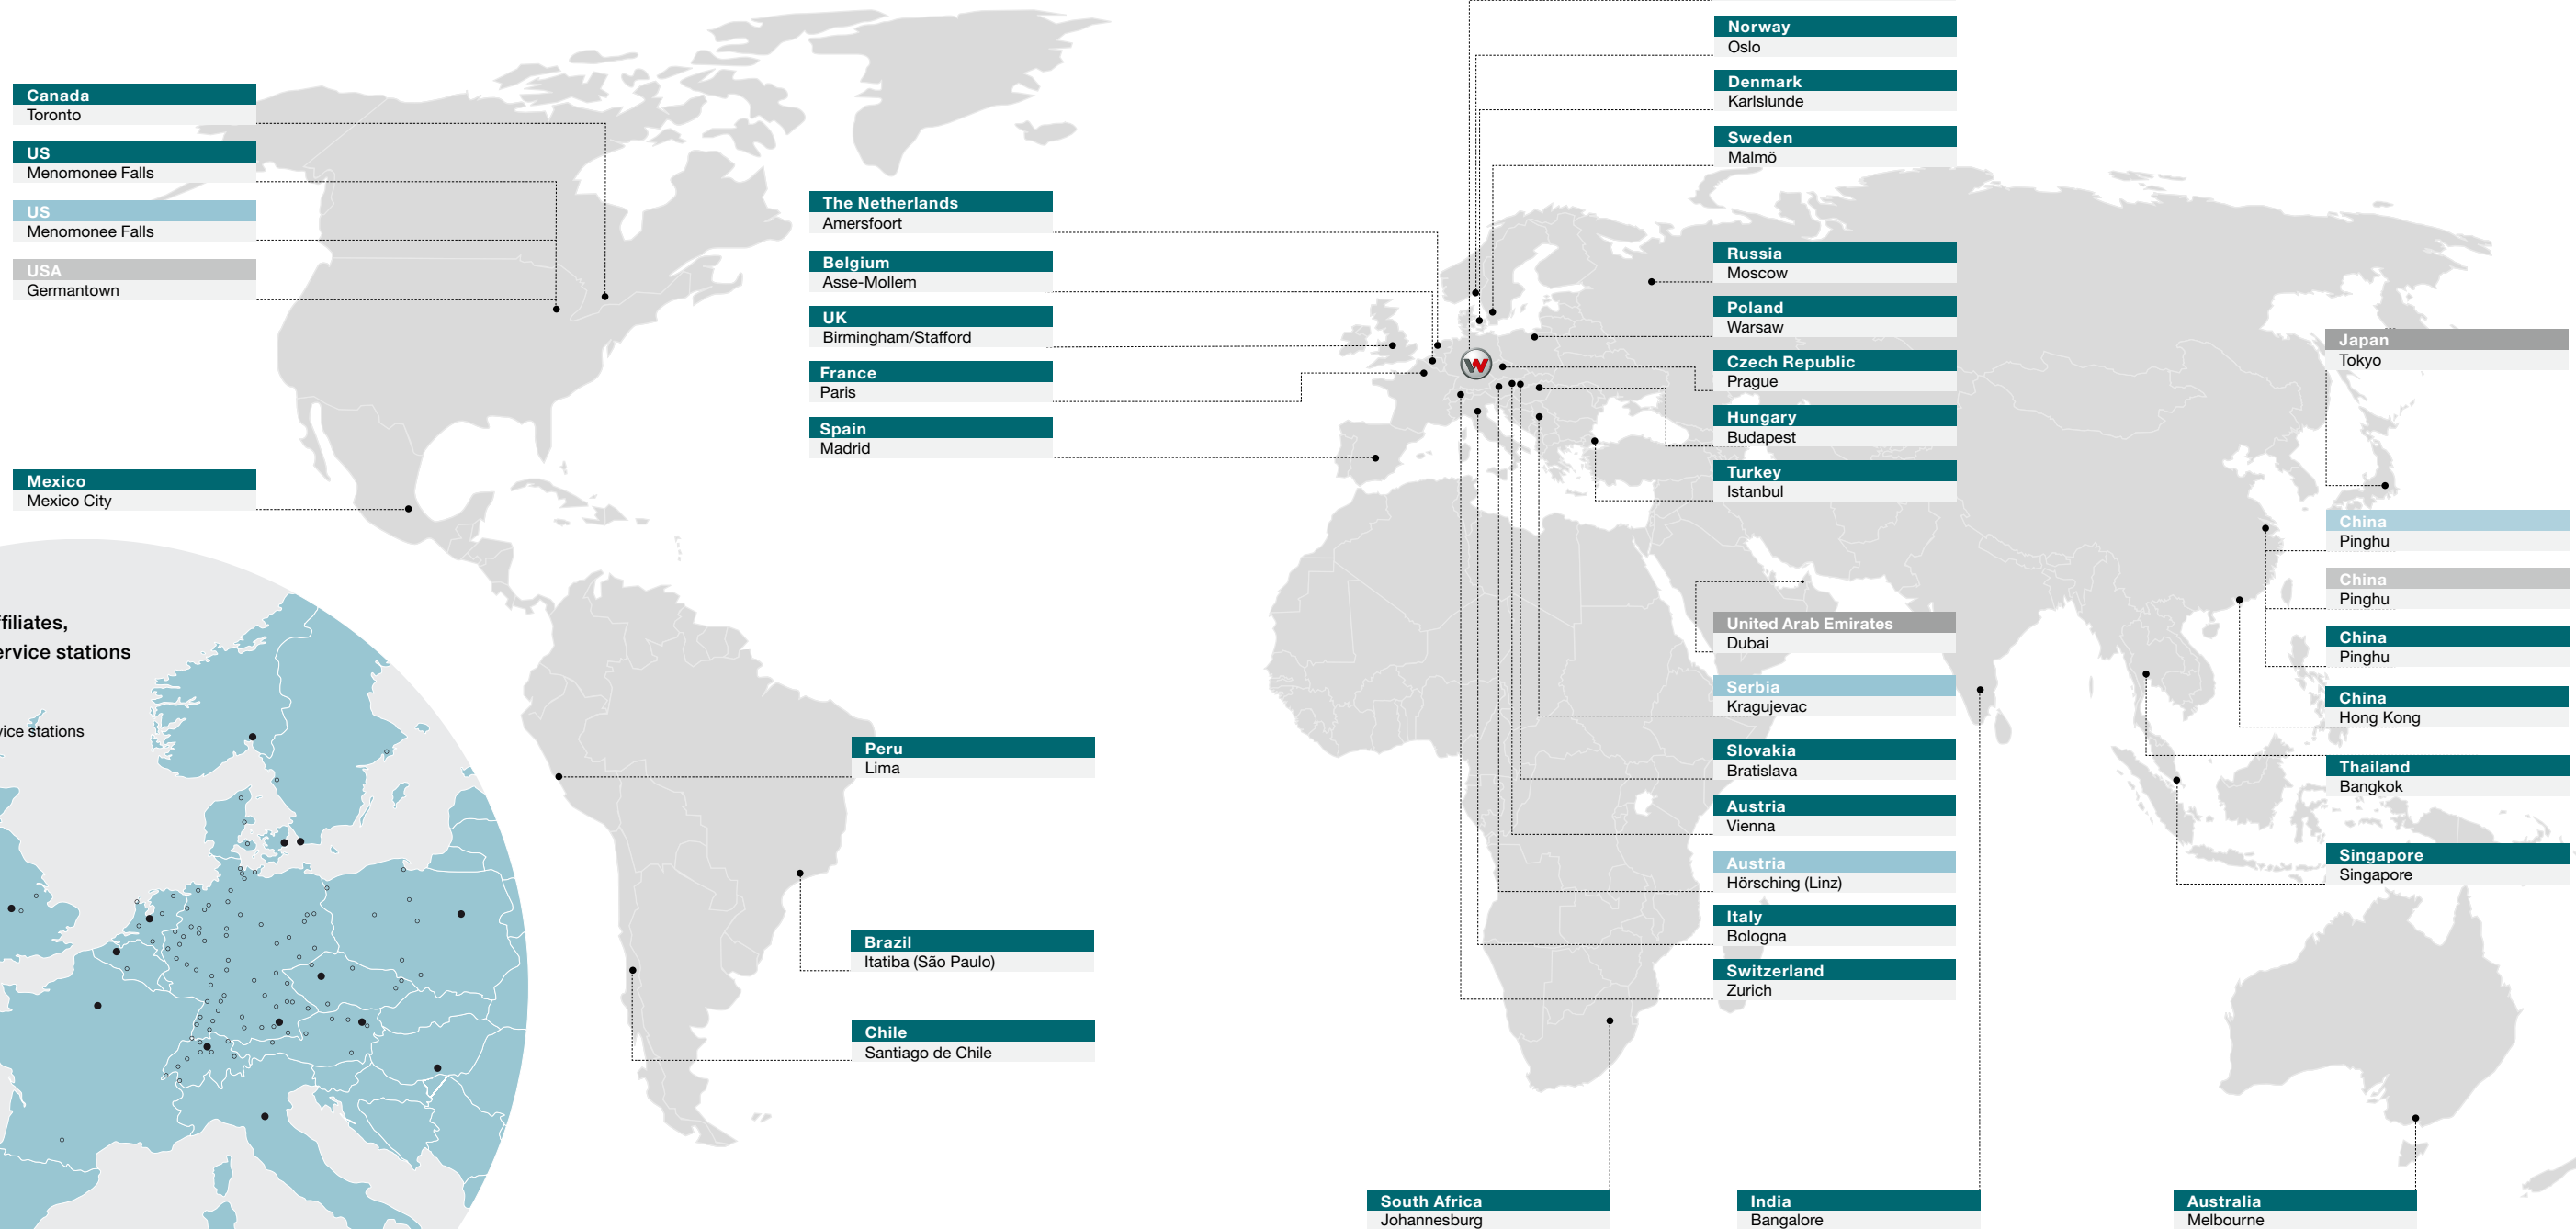 Canada
Toronto
US
Menomonee Falls
US
Menomonee Falls
USA
Germantown
Mexico
Mexico City
ffiliates,
ervice stations
vice stations
The Netherlands
Amersfoort
Belgium
Asse-Mollem
UK
Birmingham/Stafford
France
Paris
Spain
Madrid
Peru
Lima
Brazil
Itatiba (São Paulo)
Chile
Santiago de Chile
Norway
Oslo
Denmark
Karlslunde
Sweden
Malmö
Russia
Moscow
Poland
Warsaw
Czech Republic
Prague
Hungary
Budapest
Turkey
Istanbul
United Arab Emirates
Dubai
Serbia
Kragujevac
Slovakia
Bratislava
Austria
Vienna
Austria
Hörsching (Linz)
Italy
Bologna
Switzerland
Zurich
Japan
Tokyo
China
Pinghu
China
Pinghu
China
Pinghu
China
Hong Kong
Thailand
Bangkok
Singapore
Singapore
South Africa
Johannesburg
India
Bangalore
Australia
Melbourne